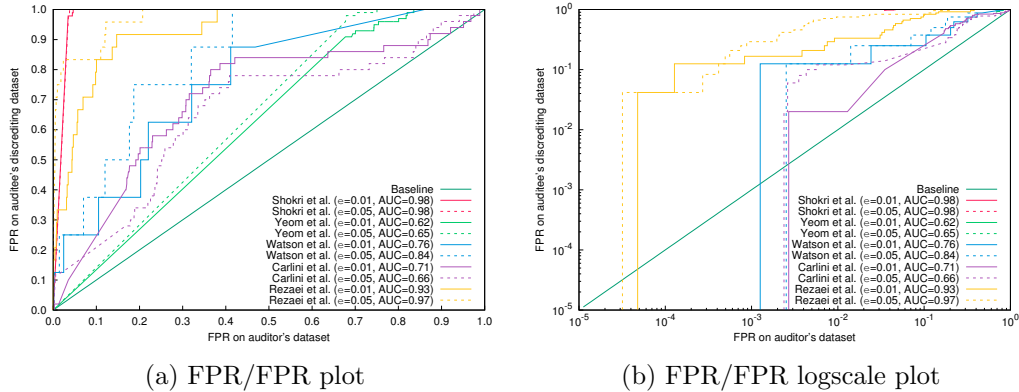 1.0
0.9
0.8
0.7
0.6
0.5
0.4
0.3
0.2
0.1
0.0
0.0 0.1 0.2 0.3 0.4 0.5 0.6 0.7 0.8 0.9 1.0
FPR on auditee's discrediting dataset
FPR on auditor's dataset
Baseline
Shokri et al. (e=0.01, AUC=0.98)
Shokri et al. (e=0.05, AUC=0.98)
Yeom et al. (e=0.01, AUC=0.62)
Yeom et al. (e=0.05, AUC=0.65)
Watson et al. (e=0.01, AUC=0.76)
Watson et al. (e=0.05, AUC=0.84)
Carlini et al. (e=0.01, AUC=0.71)
Carlini et al. (e=0.05, AUC=0.66)
Rezaei et al. (e=0.01, AUC=0.93)
Rezaei et al. (e=0.05, AUC=0.97)
(a) FPR/FPR plot
10⁰
10⁻¹
10⁻²
10⁻³
10⁻⁴
10⁻⁵
10⁻⁵ 10⁻⁴ 10⁻³ 10⁻² 10⁻¹ 10⁰
FPR on auditee's discrediting dataset
FPR on auditor's dataset
Baseline
Shokri et al. (e=0.01, AUC=0.98)
Shokri et al. (e=0.05, AUC=0.98)
Yeom et al. (e=0.01, AUC=0.62)
Yeom et al. (e=0.05, AUC=0.65)
Watson et al. (e=0.01, AUC=0.76)
Watson et al. (e=0.05, AUC=0.84)
Carlini et al. (e=0.01, AUC=0.71)
Carlini et al. (e=0.05, AUC=0.66)
Rezaei et al. (e=0.01, AUC=0.93)
Rezaei et al. (e=0.05, AUC=0.97)
(b) FPR/FPR logscale plot